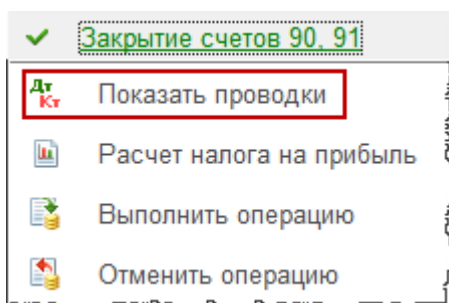 Закрытие счетов 90, 91
Дт Кт Показать проводки
Расчет налога на прибыль
Выполнить операцию
Отменить операцию